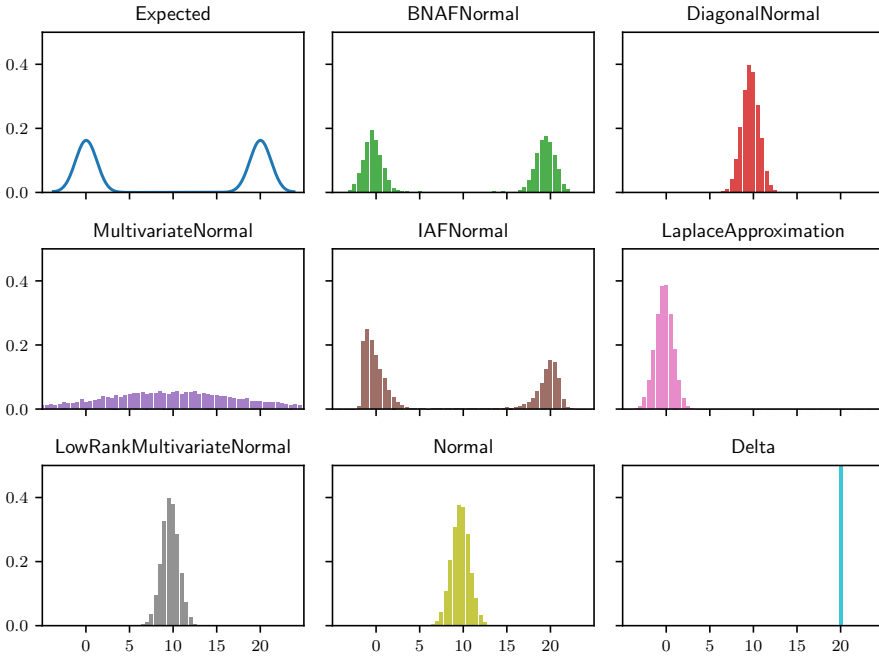 Expected BNAFNormal DiagonalNormal
0.4
0.2
0.0
MultivariateNormal IAFNormal LaplaceApproximation
0.4
0.2
0.0
LowRankMultivariateNormal Normal Delta
0.4
0.2
0.0
0 5 10 15 20 0 5 10 15 20 0 5 10 15 20